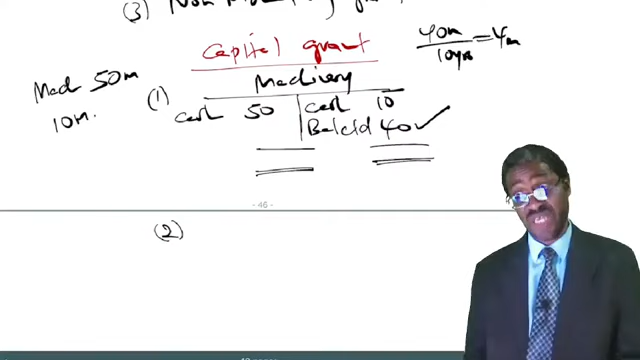 (3) Non
Capital grant
40m
10yrs = 4m
Mach 50m
10m.
(1)
Machinery
cash 50 cash 10
Bal c/d 40 ✓
- 46 -
(2)